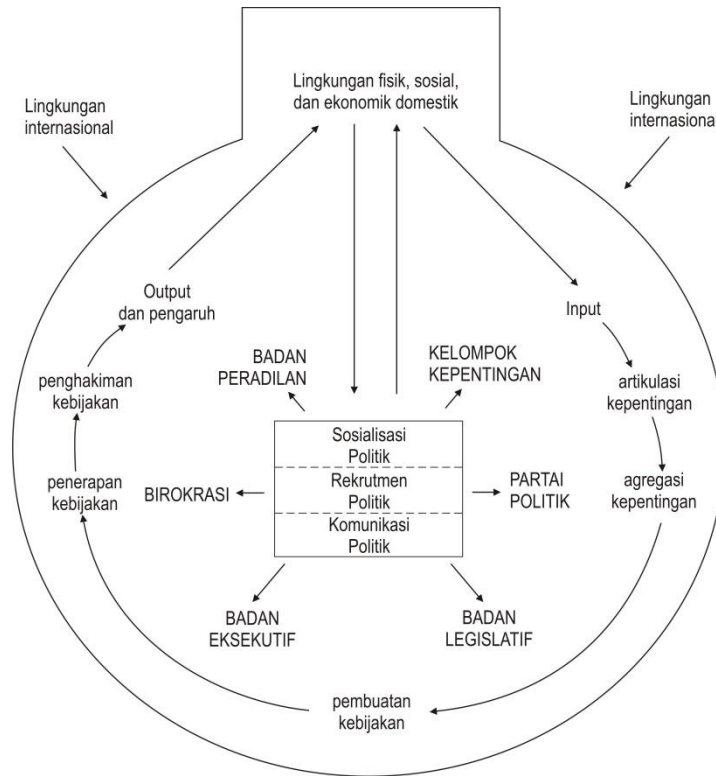 Lingkungan fisik, sosial,
dan ekonomik domestik
Lingkungan
internasional
Lingkungan
internasiona
Output
dan pengaruh
Input
BADAN
PERADILAN
KELOMPOK
KEPENTINGAN
penghakiman
kebijakan
artikulasi
kepentingan
Sosialisasi
Politik
penerapan
kebijakan
BIROKRASI
Rekrutmen
Politik
PARTAI
POLITIK
agregasi
kepentingan
Komunikasi
Politik
BADAN
EKSEKUTIF
BADAN
LEGISLATIF
pembuatan
kebijakan